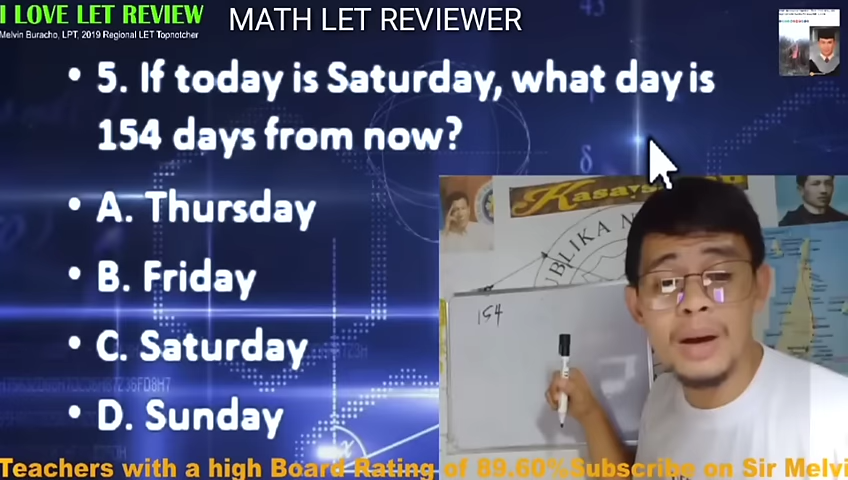 I LOVE LET REVIEW
MATH LET REVIEWER
Melvin Buracho, LPT, 2019 Regional LET Topnotcher
• 5. If today is Saturday, what day is
154 days from now?
• A. Thursday
• B. Friday
• C. Saturday
• D. Sunday
154
Teachers with a high Board Rating of 89.60%Subscribe on Sir Melvi